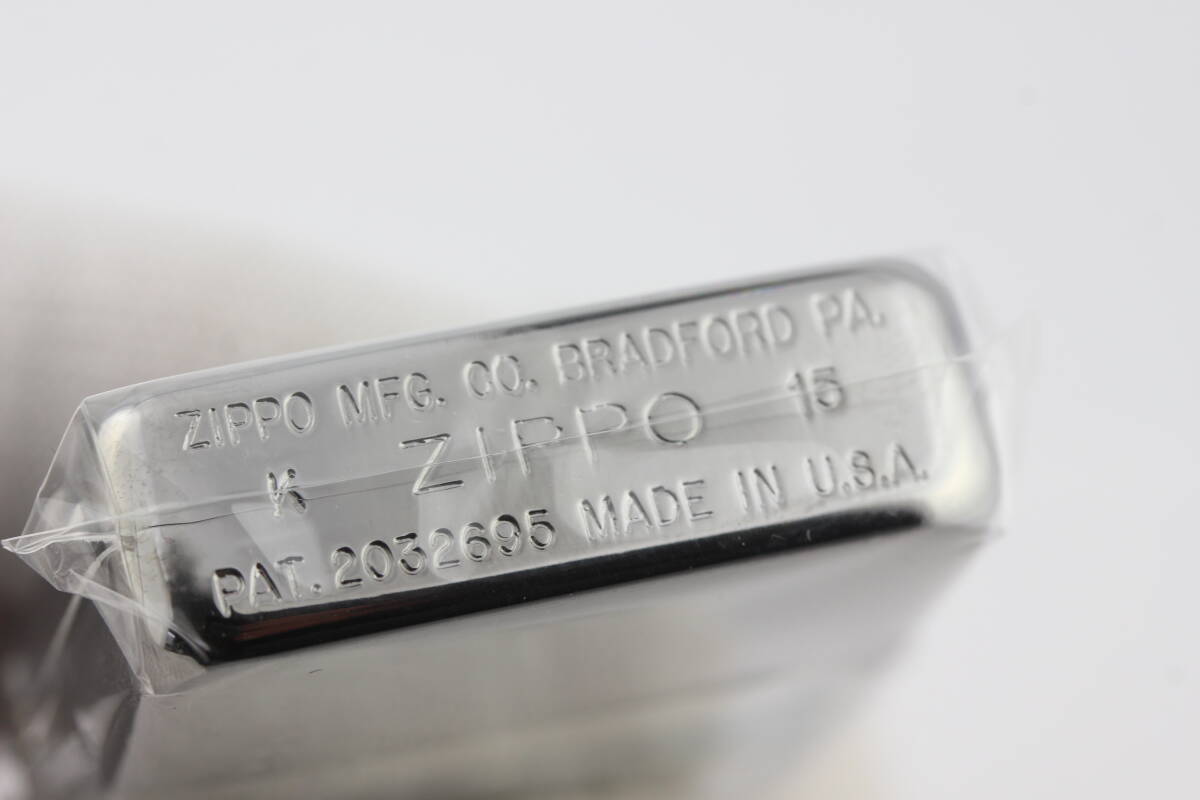 ZIPPO MFG. CO. BRADFORD PA.
K ZIPPO 15
PAT. 2032695 MADE IN U.S.A.